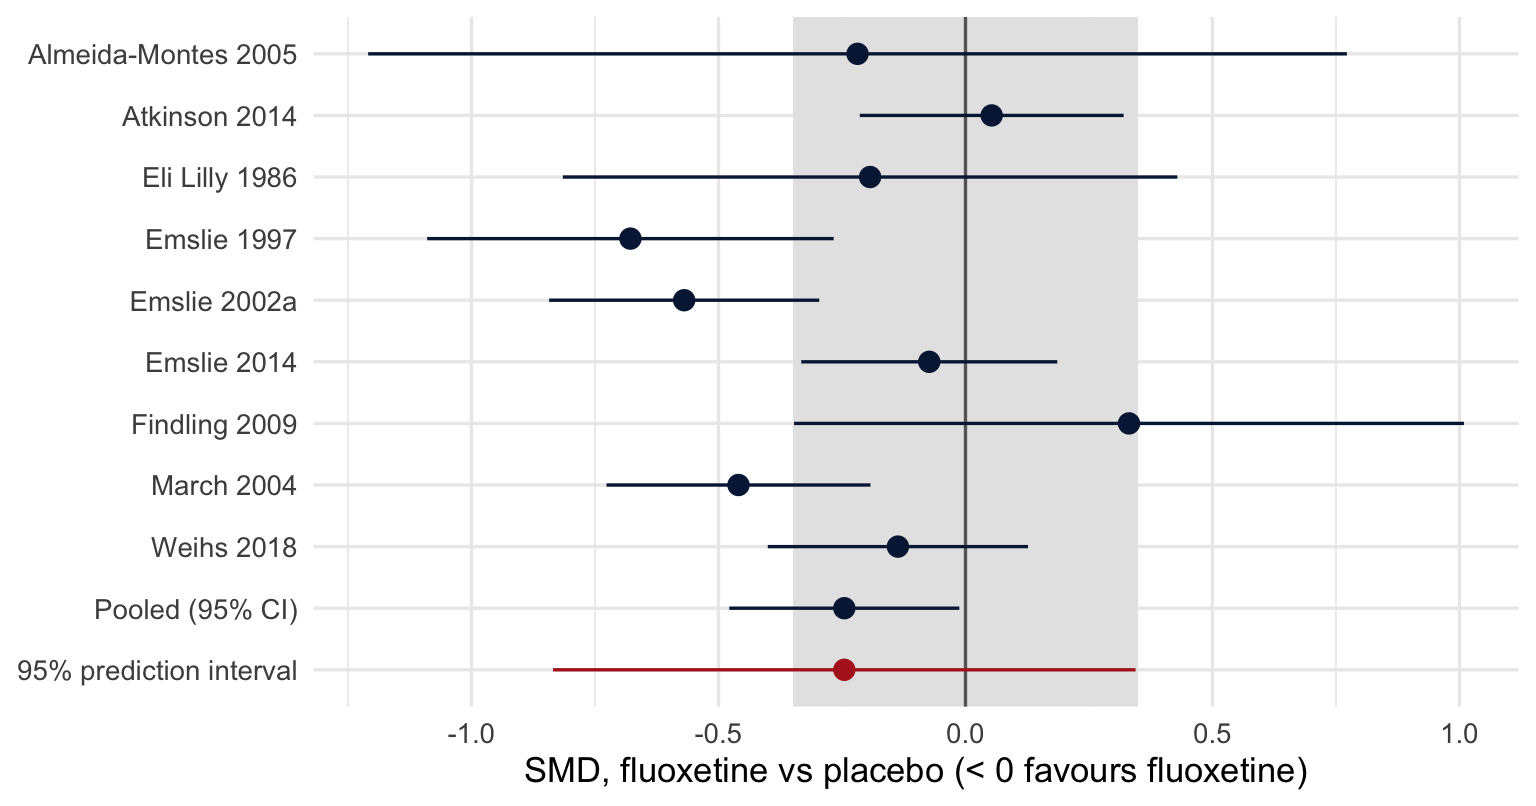 Almeida-Montes 2005
Atkinson 2014
Eli Lilly 1986
Emslie 1997
Emslie 2002a
Emslie 2014
Findling 2009
March 2004
Weihs 2018
Pooled (95% CI)
95% prediction interval
-1.0 -0.5 0.0 0.5 1.0
SMD, fluoxetine vs placebo (< 0 favours fluoxetine)